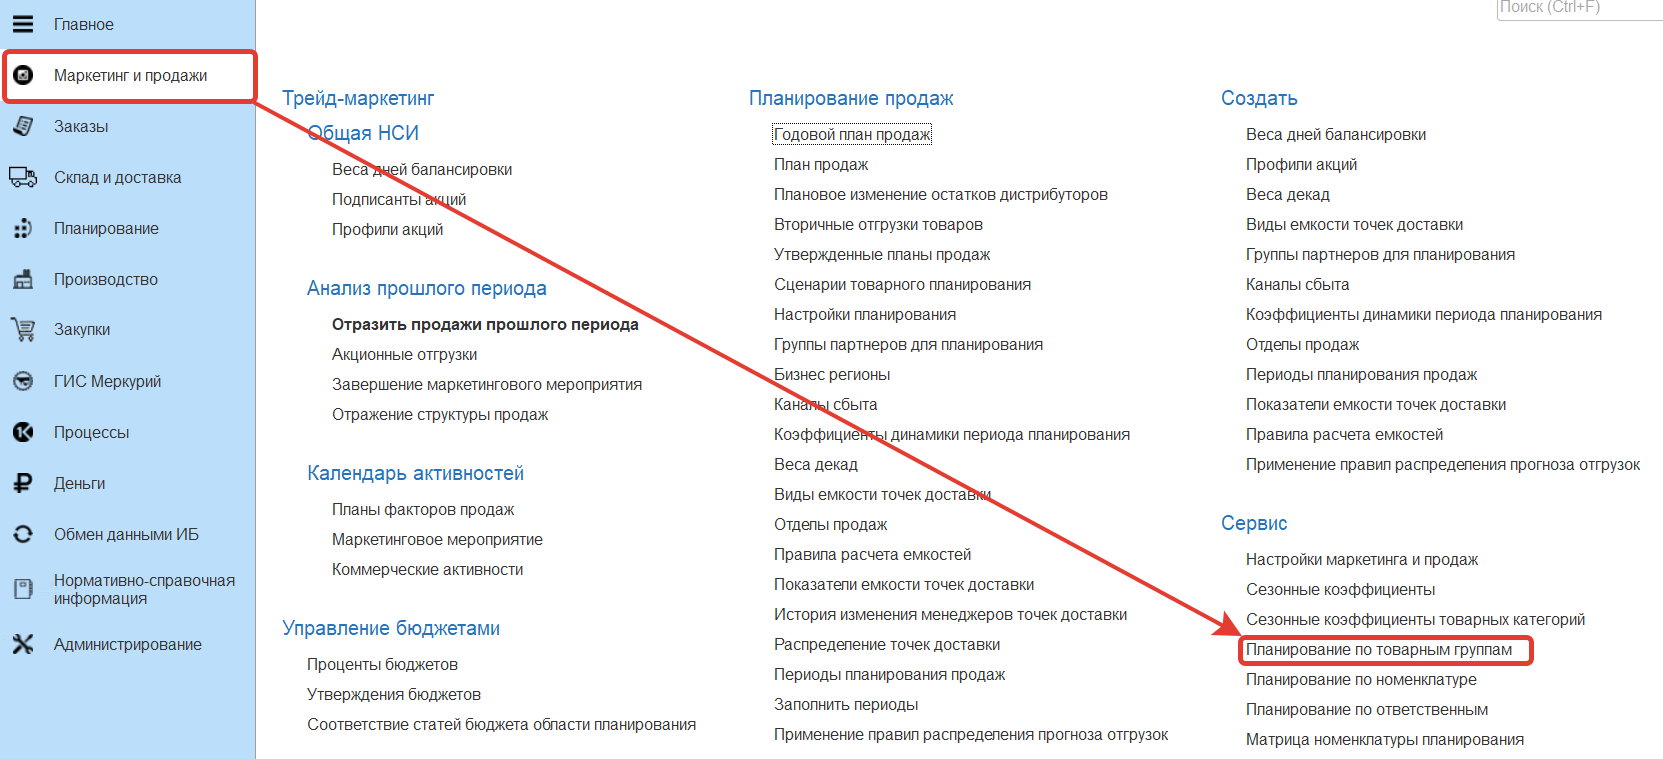 Главное
Маркетинг и продажи
Заказы
Склад и доставка
Планирование
Производство
Закупки
ГИС Меркурий
Процессы
Деньги
Обмен данными ИБ
Нормативно-справочная
информация
Администрирование
Поиск (Ctrl+F)
Трейд-маркетинг
Общая НСИ
Веса дней балансировки
Подписанты акций
Профили акций
Анализ прошлого периода
Отразить продажи прошлого периода
Акционные отгрузки
Завершение маркетингового мероприятия
Отражение структуры продаж
Календарь активностей
Планы факторов продаж
Маркетинговое мероприятие
Коммерческие активности
Управление бюджетами
Проценты бюджетов
Утверждения бюджетов
Соответствие статей бюджета области планирования
Планирование продаж
Годовой план продаж
План продаж
Плановое изменение остатков дистрибуторов
Вторичные отгрузки товаров
Утвержденные планы продаж
Сценарии товарного планирования
Настройки планирования
Группы партнеров для планирования
Бизнес регионы
Каналы сбыта
Коэффициенты динамики периода планирования
Веса декад
Виды емкости точек доставки
Отделы продаж
Правила расчета емкостей
Показатели емкости точек доставки
История изменения менеджеров точек доставки
Распределение точек доставки
Периоды планирования продаж
Заполнить периоды
Применение правил распределения прогноза отгрузок
Создать
Веса дней балансировки
Профили акций
Веса декад
Виды емкости точек доставки
Группы партнеров для планирования
Каналы сбыта
Коэффициенты динамики периода планирования
Отделы продаж
Периоды планирования продаж
Показатели емкости точек доставки
Правила расчета емкостей
Применение правил распределения прогноза отгрузок
Сервис
Настройки маркетинга и продаж
Сезонные коэффициенты
Сезонные коэффициенты товарных категорий
Планирование по товарным группам
Планирование по номенклатуре
Планирование по ответственным
Матрица номенклатуры планирования